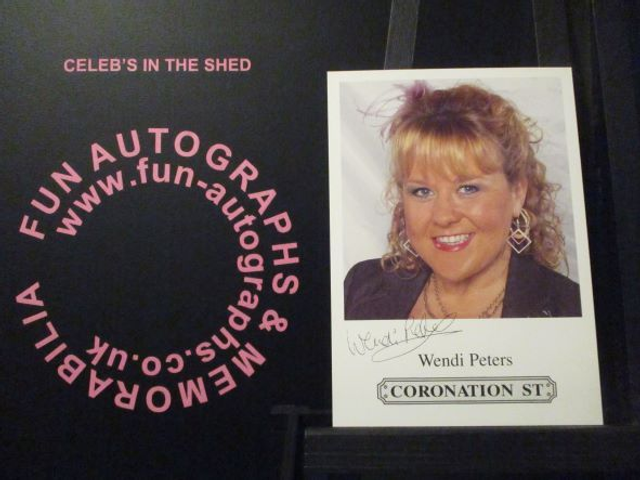 CELEB'S IN THE SHED
FUN AUTOGRAPHS & MEMORABILIA
www.fun-autographs.co.uk
Wendi Peters
Wendi Peters
CORONATION ST.